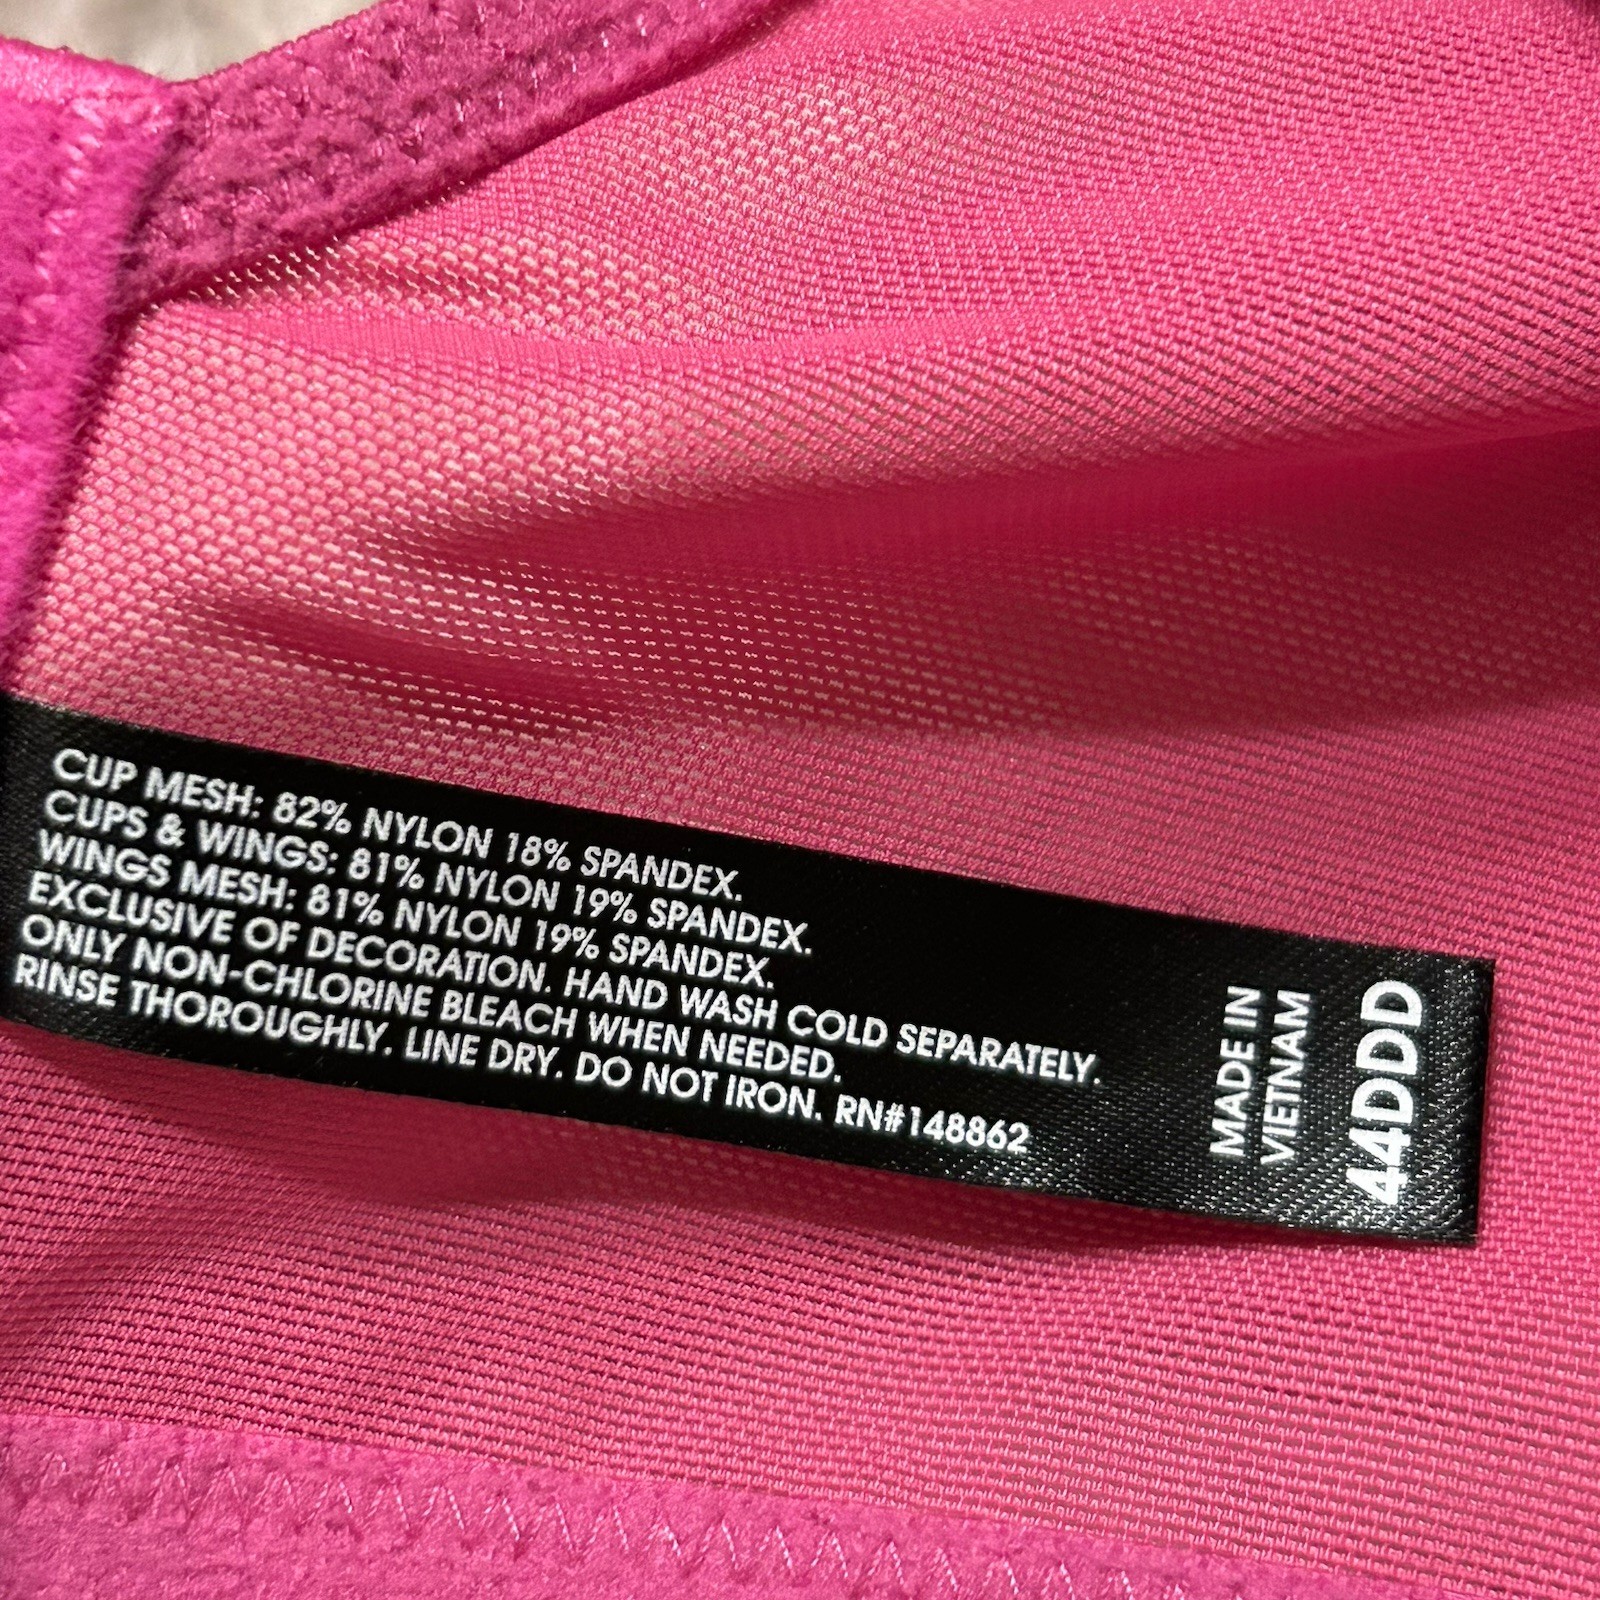 CUP MESH: 82% NYLON 18% SPANDEX.
CUPS & WINGS: 81% NYLON 19% SPANDEX.
WINGS MESH: 81% NYLON 19% SPANDEX.
EXCLUSIVE OF DECORATION. HAND WASH COLD SEPARATELY.
ONLY NON-CHLORINE BLEACH WHEN NEEDED.
RINSE THOROUGHLY. LINE DRY. DO NOT IRON. RN#148862
MADE IN
VIETNAM
44DDD